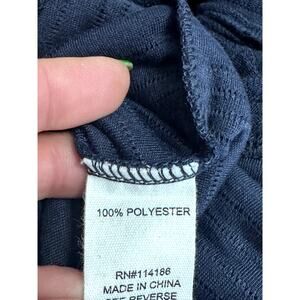 100% POLYESTER
RN#114186
MADE IN CHINA
SEE REVERSE